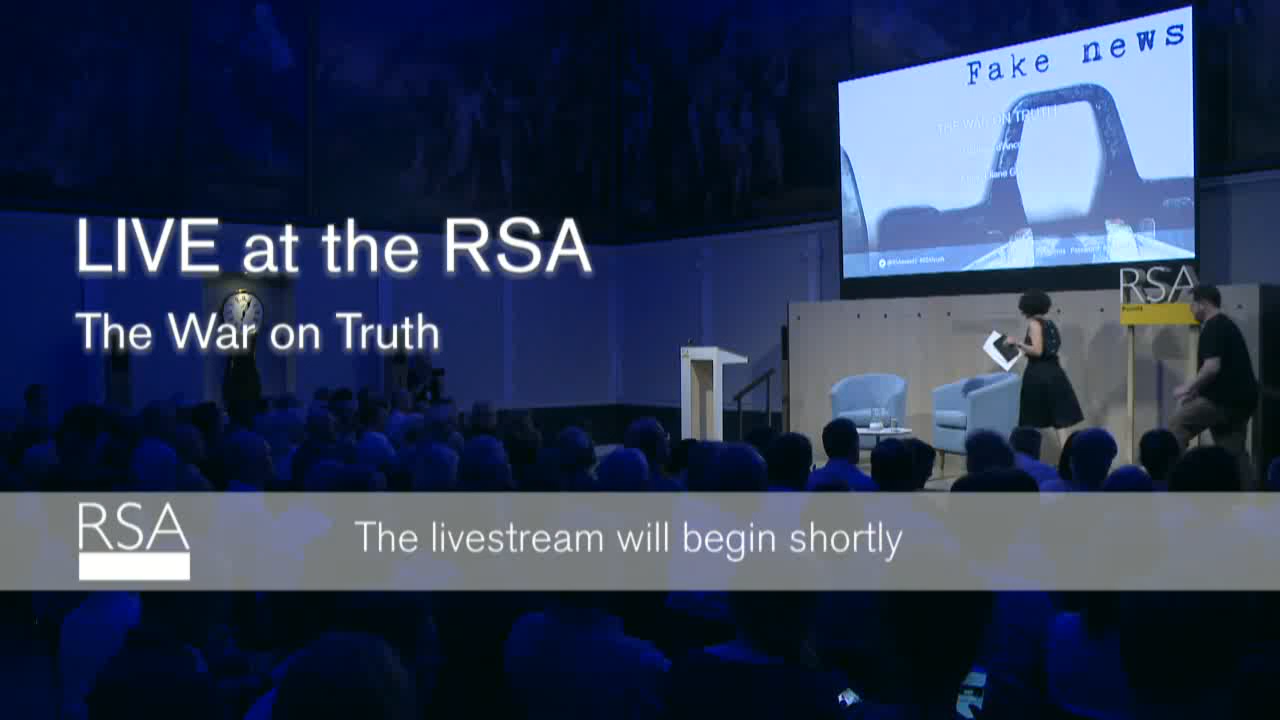 Fake news
THE WAR ON TRUTH
LIVE at the RSA
The War on Truth
RSA
RSA
The livestream will begin shortly